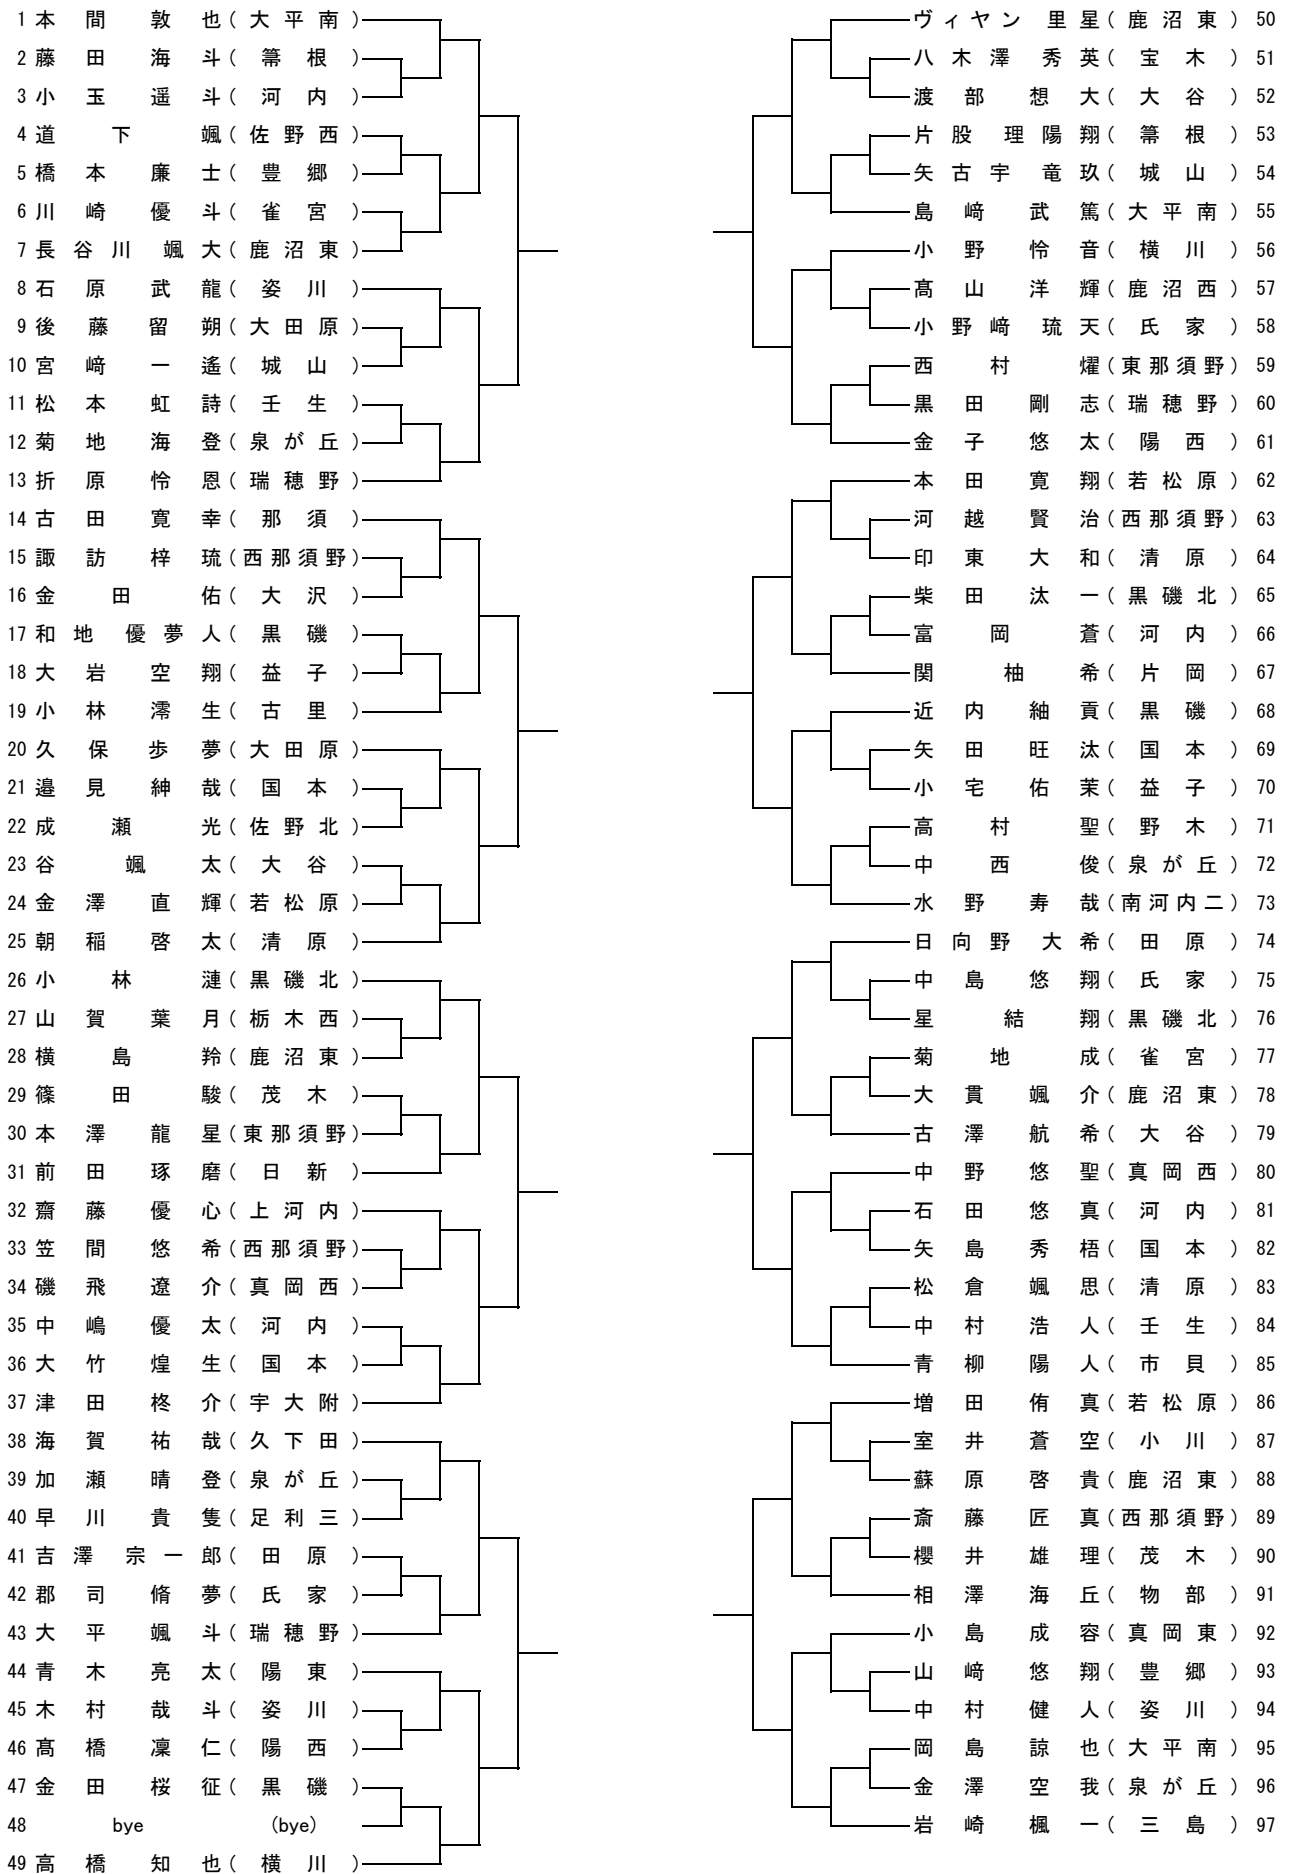 1 本間 敦也 (大平南)
2 藤田 海斗 (箒根)
3 小玉 遥斗 (河内)
4 道下 颯 (佐野西)
5 橋本 廉士 (豊郷)
6 川崎 優斗 (雀宮)
7 長谷川 颯大 (鹿沼東)
8 石原 武龍 (姿川)
9 後藤 留朔 (大田原)
10 宮﨑 一遙 (城山)
11 松本 虹詩 (壬生)
12 菊地 海登 (泉が丘)
13 折原 怜恩 (瑞穂野)
14 古田 寛幸 (那須)
15 諏訪 梓琉 (西那須野)
16 金田 佑 (大沢)
17 和地 優夢人 (黒磯)
18 大岩 空翔 (益子)
19 小林 澪生 (古里)
20 久保 歩夢 (大田原)
21 邉見 紳哉 (国本)
22 成瀬 光 (佐野北)
23 谷 颯太 (大谷)
24 金澤 直輝 (若松原)
25 朝稲 啓太 (清原)
26 小林 漣 (黒磯北)
27 山賀 葉月 (栃木西)
28 横島 羚 (鹿沼東)
29 篠田 駿 (茂木)
30 本澤 龍星 (東那須野)
31 前田 琢磨 (日新)
32 齋藤 優心 (上河内)
33 笠間 悠希 (西那須野)
34 磯飛 遼介 (真岡西)
35 中嶋 優太 (河内)
36 大竹 煌生 (国本)
37 津田 柊介 (宇大附)
38 海賀 祐哉 (久下田)
39 加瀬 晴登 (泉が丘)
40 早川 貴隻 (足利三)
41 吉澤 宗一郎 (田原)
42 郡司 脩夢 (氏家)
43 大平 颯斗 (瑞穂野)
44 青木 亮太 (陽東)
45 木村 哉斗 (姿川)
46 髙橋 凜仁 (陽西)
47 金田 桜征 (黒磯)
48 bye (bye)
49 高橋 知也 (横川)
ヴィヤン 里星 (鹿沼東) 50
八木澤 秀英 (宝木) 51
渡部 想大 (大谷) 52
片股 理陽翔 (箒根) 53
矢古宇 竜玖 (城山) 54
島﨑 武篤 (大平南) 55
小野 怜音 (横川) 56
髙山 洋輝 (鹿沼西) 57
小野﨑 琉天 (氏家) 58
西村 燿 (東那須野) 59
黒田 剛志 (瑞穂野) 60
金子 悠太 (陽西) 61
本田 寛翔 (若松原) 62
河越 賢治 (西那須野) 63
印東 大和 (清原) 64
柴田 汰一 (黒磯北) 65
富岡 蒼 (河内) 66
関 柚希 (片岡) 67
近内 紬貢 (黒磯) 68
矢田 旺汰 (国本) 69
小宅 佑茉 (益子) 70
高村 聖 (野木) 71
中西 俊 (泉が丘) 72
水野 寿哉 (南河内二) 73
日向野 大希 (田原) 74
中島 悠翔 (氏家) 75
星 結翔 (黒磯北) 76
菊地 成 (雀宮) 77
大貫 颯介 (鹿沼東) 78
古澤 航希 (大谷) 79
中野 悠聖 (真岡西) 80
石田 悠真 (河内) 81
矢島 秀梧 (国本) 82
松倉 颯思 (清原) 83
中村 浩人 (壬生) 84
青柳 陽人 (市貝) 85
増田 侑真 (若松原) 86
室井 蒼空 (小川) 87
蘇原 啓貴 (鹿沼東) 88
斎藤 匠真 (西那須野) 89
櫻井 雄理 (茂木) 90
相澤 海丘 (物部) 91
小島 成容 (真岡東) 92
山﨑 悠翔 (豊郷) 93
中村 健人 (姿川) 94
岡島 諒也 (大平南) 95
金澤 空我 (泉が丘) 96
岩崎 楓一 (三島) 97